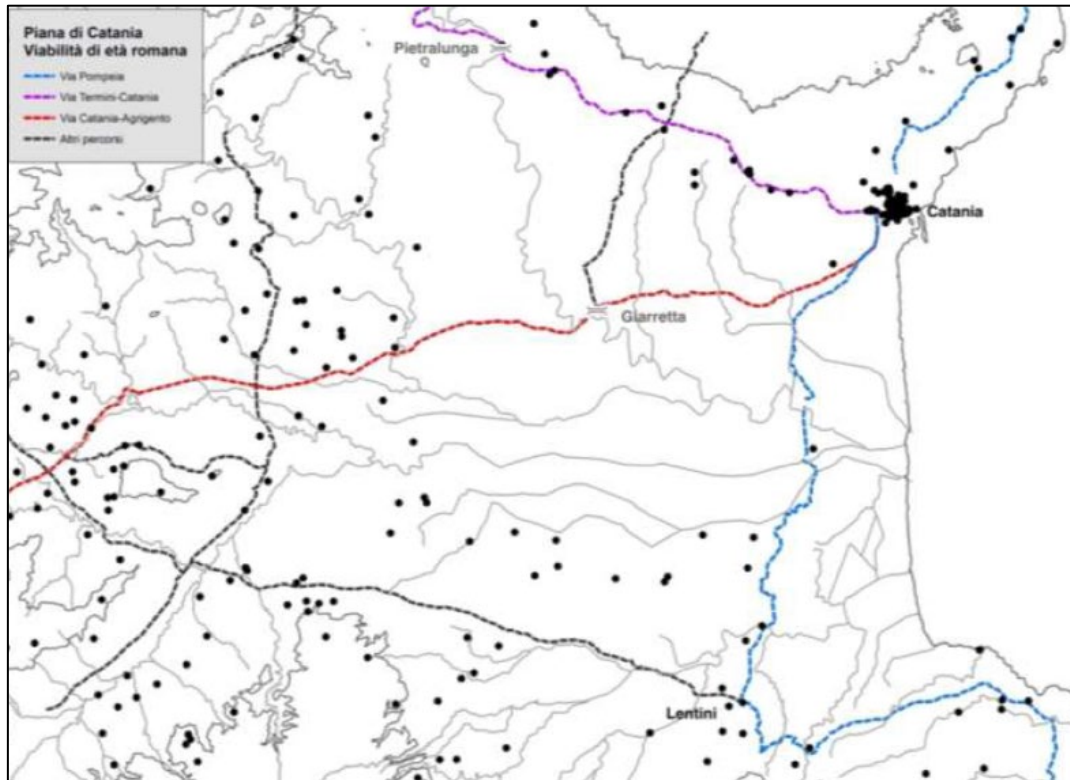 Piana di Catania
Viabilità di età romana
Via Pompeia
Via Termini-Catania
Via Catania-Agrigento
Altri percorsi
Pietralunga
Catania
Giarretta
Lentini